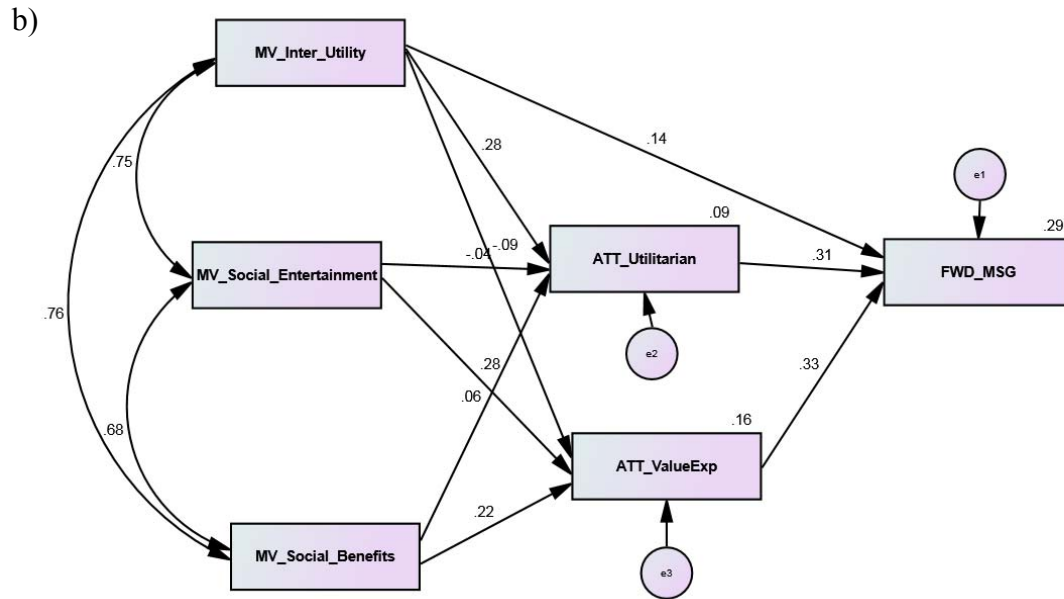 b)
MV_Inter_Utility
.75
.28
.14
e1
.09
.29
MV_Social_Entertainment
-.04
-.09
ATT_Utilitarian
.31
FWD_MSG
.76
e2
.28
.06
.33
.68
.16
ATT_ValueExp
.22
MV_Social_Benefits
e3